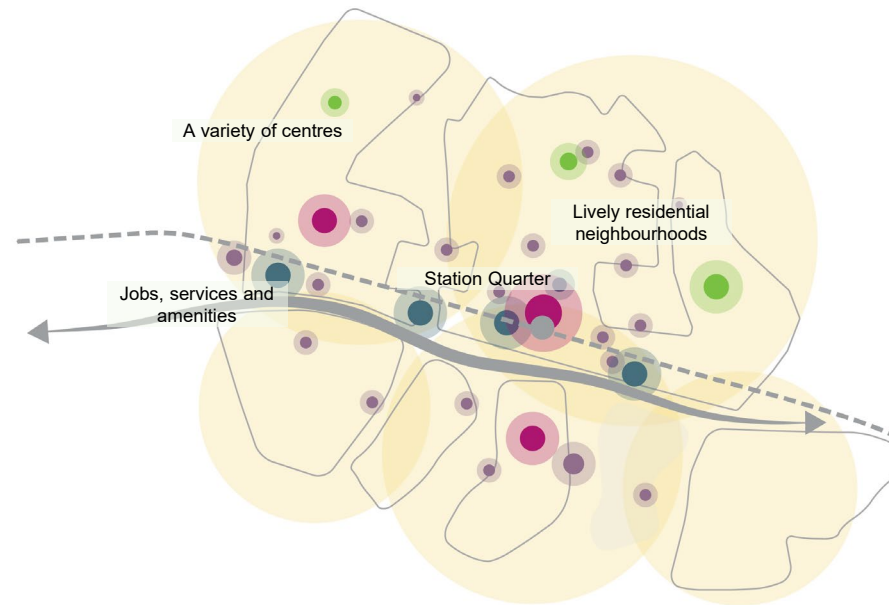 A variety of centres
Lively residential
neighbourhoods
Station Quarter
Jobs, services and
amenities